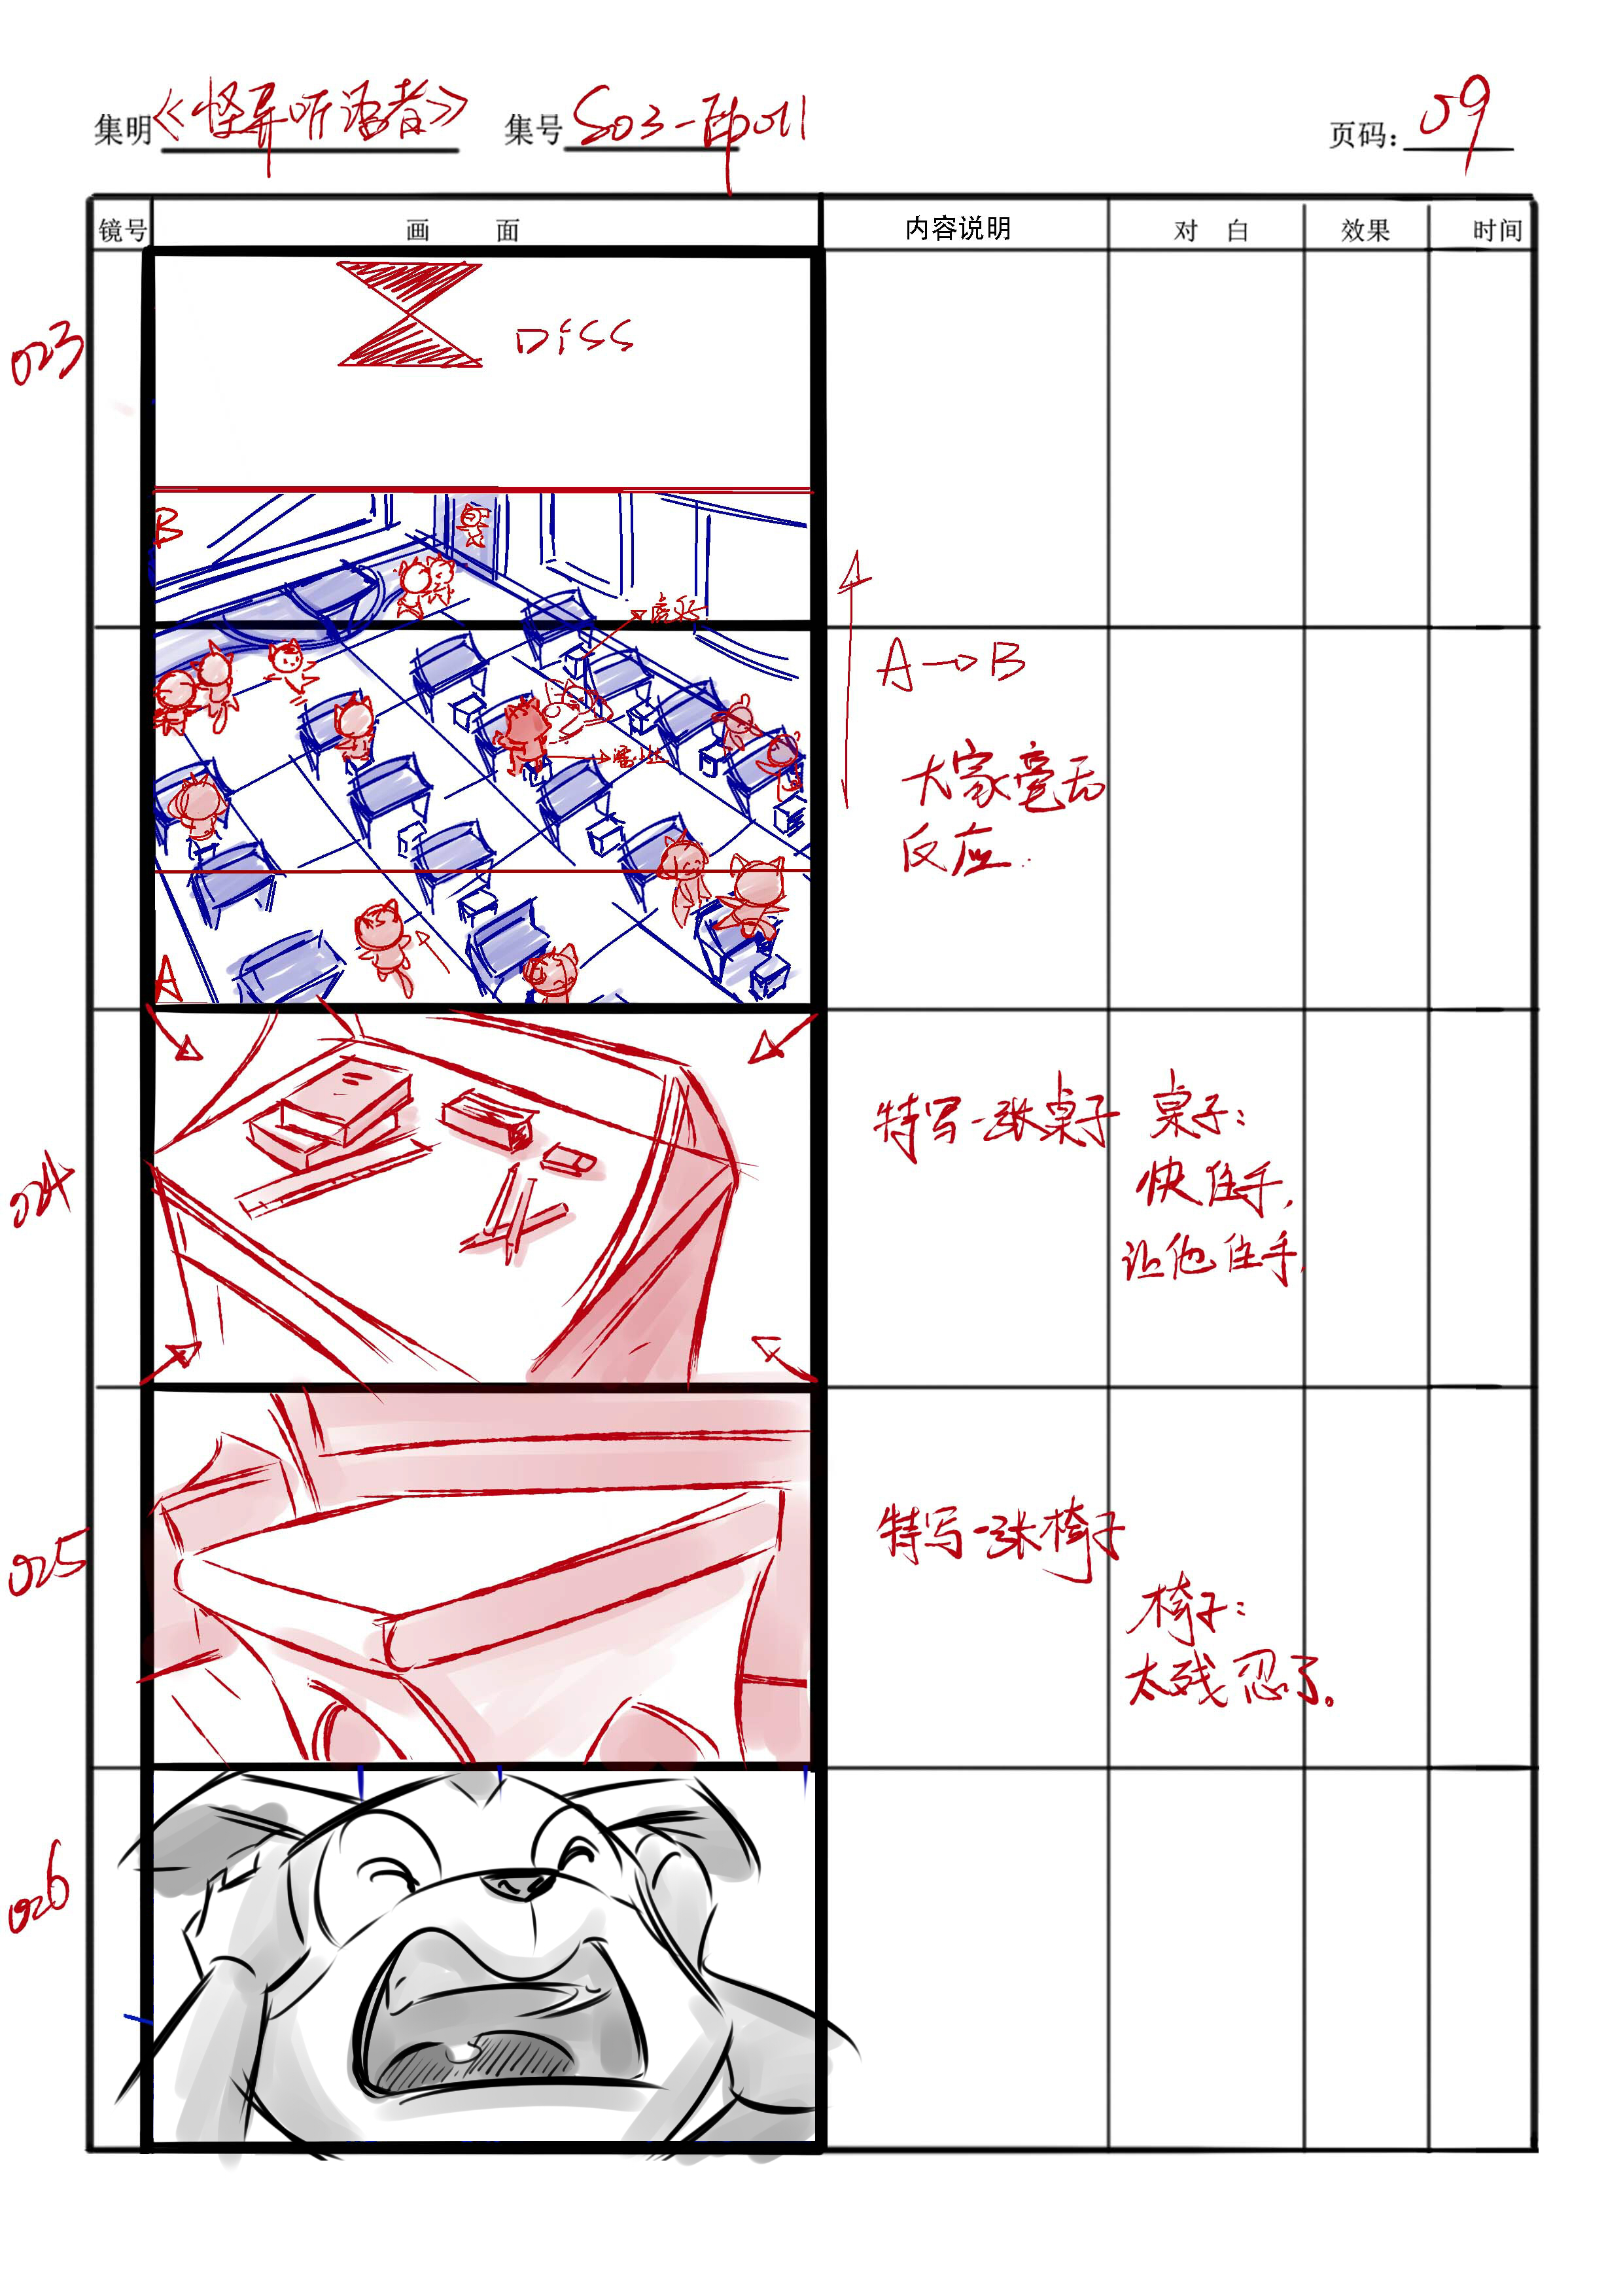 集明《怪异听语者》 集号 S03-Ep011 页码: 09
镜号 画 面 内容说明 对 白 效果 时间
023
Diss
B
A→B
大家毫无
反应.
A
024
特写一张桌子
桌子:
快住手,
让他住手,
025
特写一张椅子
椅子:
太残忍了。
026